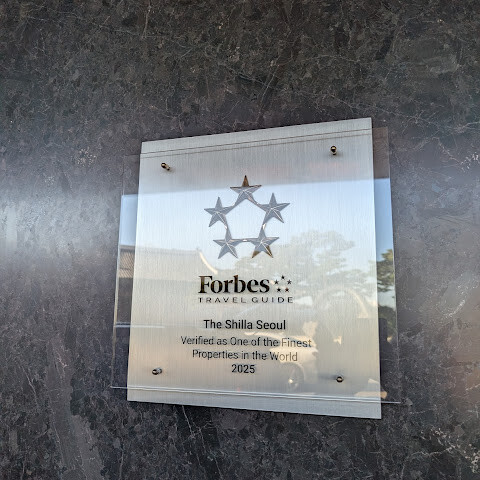 Forbes
TRAVEL GUIDE
The Shilla Seoul
Verified as One of the Finest
Properties in the World
2025